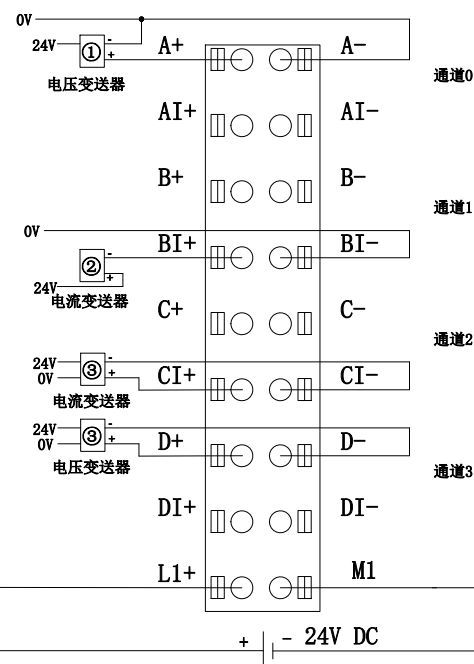 0V
24V ① - +
A+ A-
电压变送器
通道0
AI+ AI-
B+ B-
通道1
0V
BI+ BI-
② - +
24V
电流变送器
C+ C-
通道2
24V ③ - +
0V
CI+ CI-
电流变送器
24V ③ - +
0V
D+ D-
电压变送器
通道3
DI+ DI-
L1+ M1
+ - 24V DC